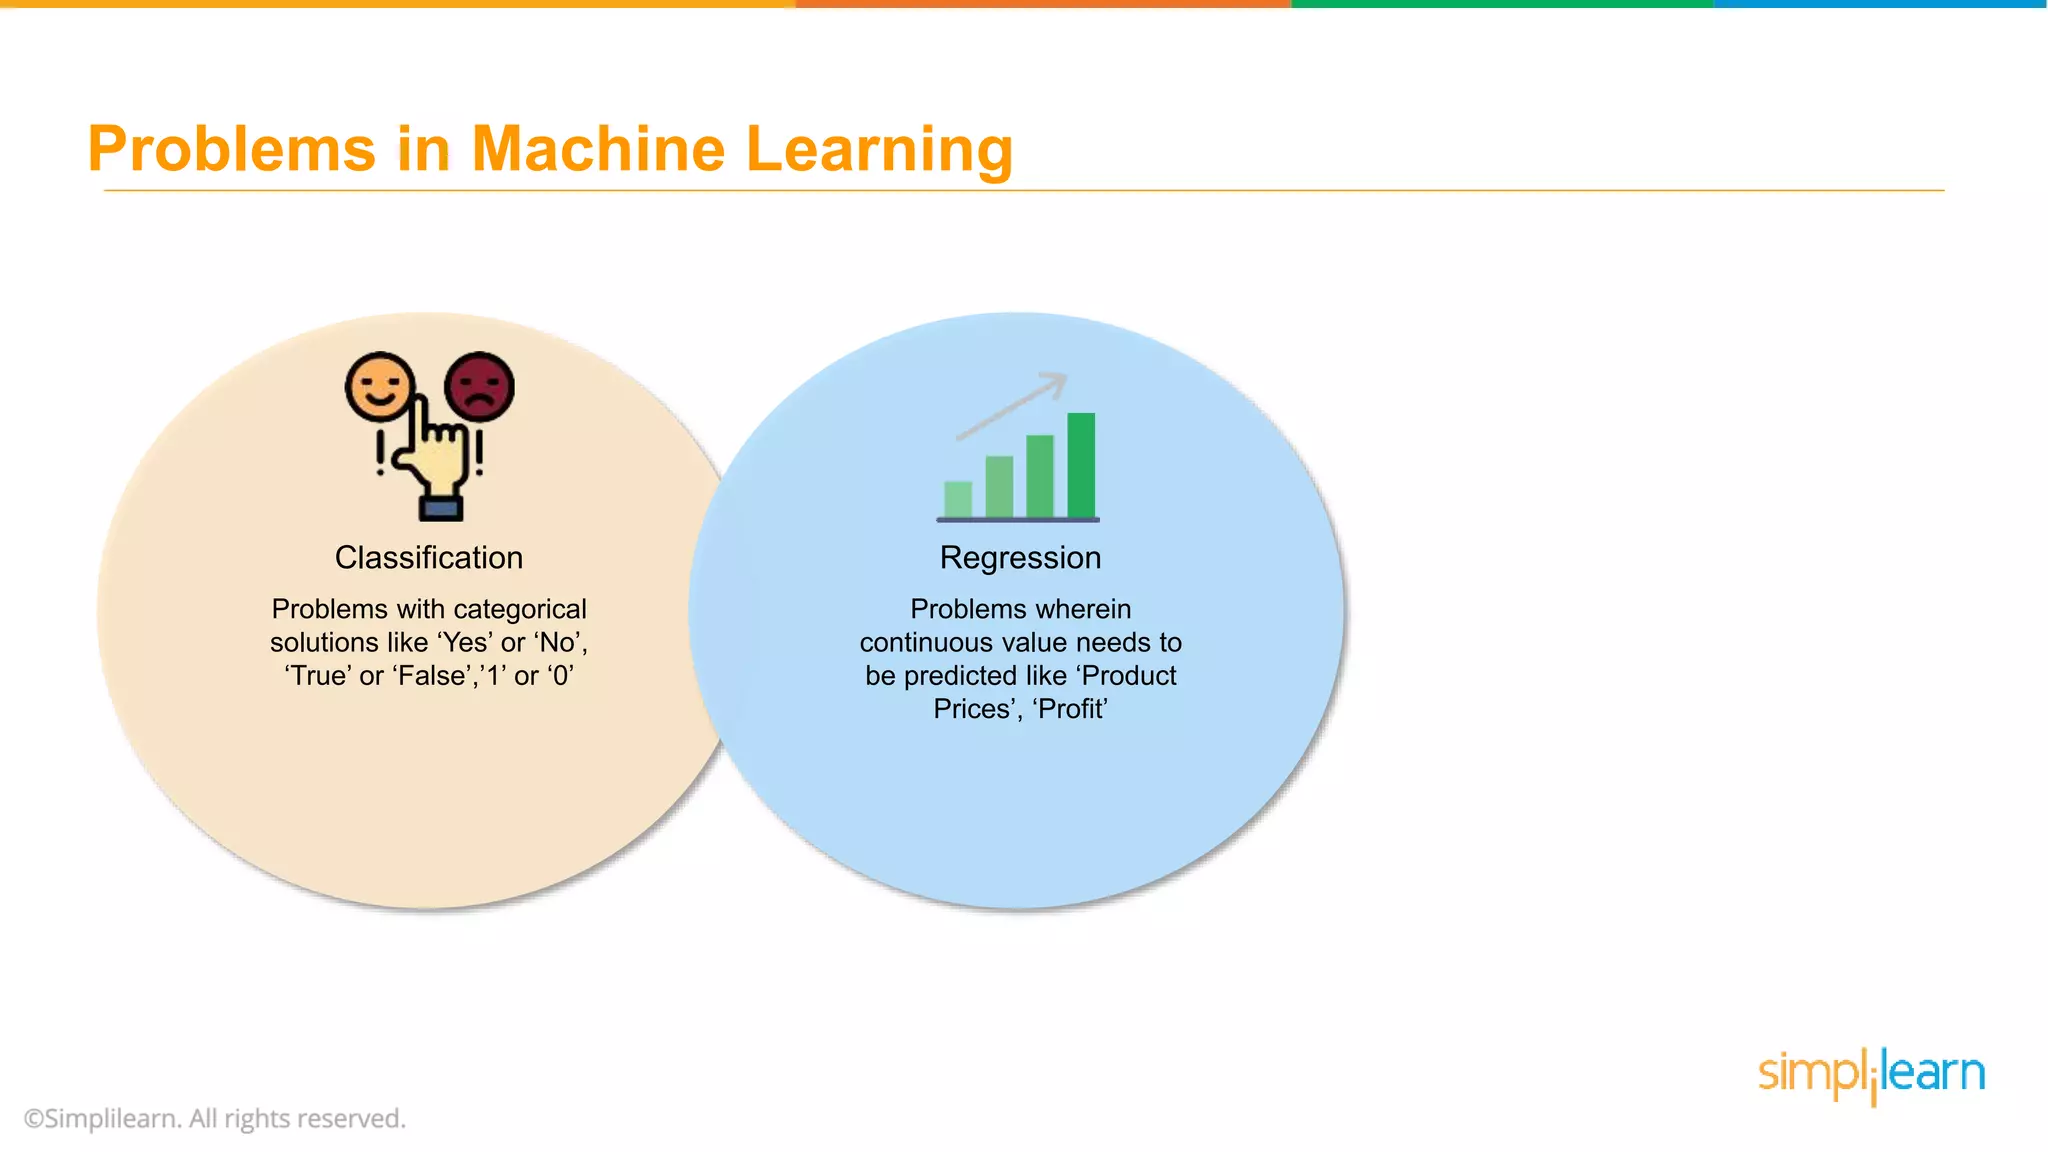 Problems in Machine Learning
Classification
Problems with categorical
solutions like ‘Yes’ or ‘No’,
‘True’ or ‘False’,’1’ or ‘0’
Regression
Problems wherein
continuous value needs to
be predicted like ‘Product
Prices’, ‘Profit’
simplilearn
©Simplilearn. All rights reserved.